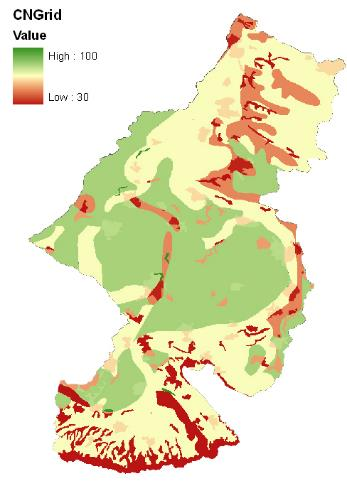 CNGrid
Value
High : 100
Low : 30